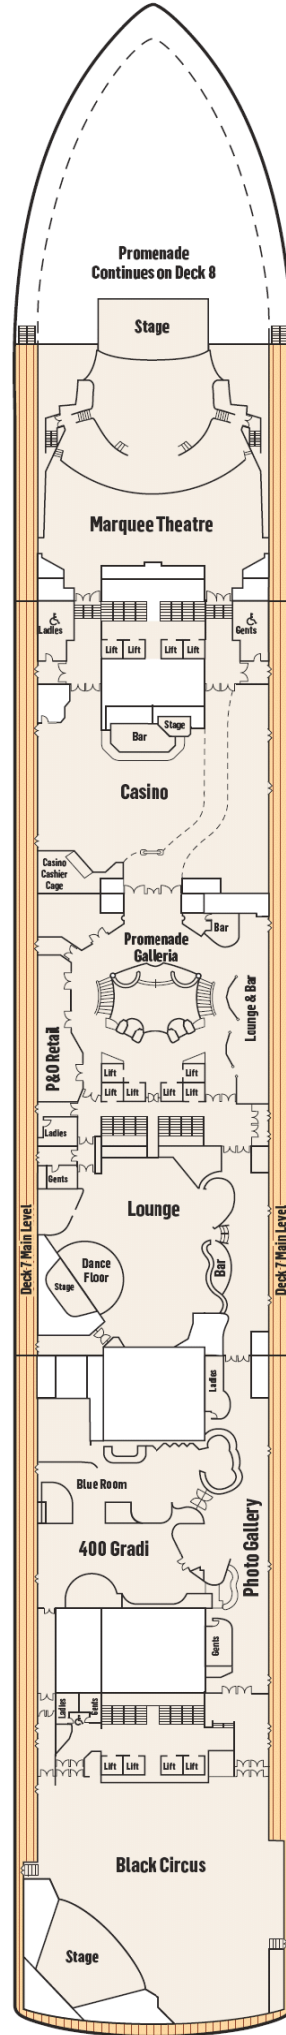 Promenade
Continues on Deck 8
Stage
Marquee Theatre
Ladies
Gents
Lift Lift Lift Lift
Stage
Bar
Casino
Casino
Cashier
Cage
Bar
Promenade
Galleria
Lounge & Bar
P&O Retail
Lift Lift
Lift Lift Lift Lift
Ladies
Gents
Lounge
Deck 7 Main Level
Deck 7 Main Level
Bar
Dance
Floor
Stage
Ladies
Blue Room
400 Gradi
Photo Gallery
Gents
Ladies
Gents
Lift Lift Lift Lift
Black Circus
Stage